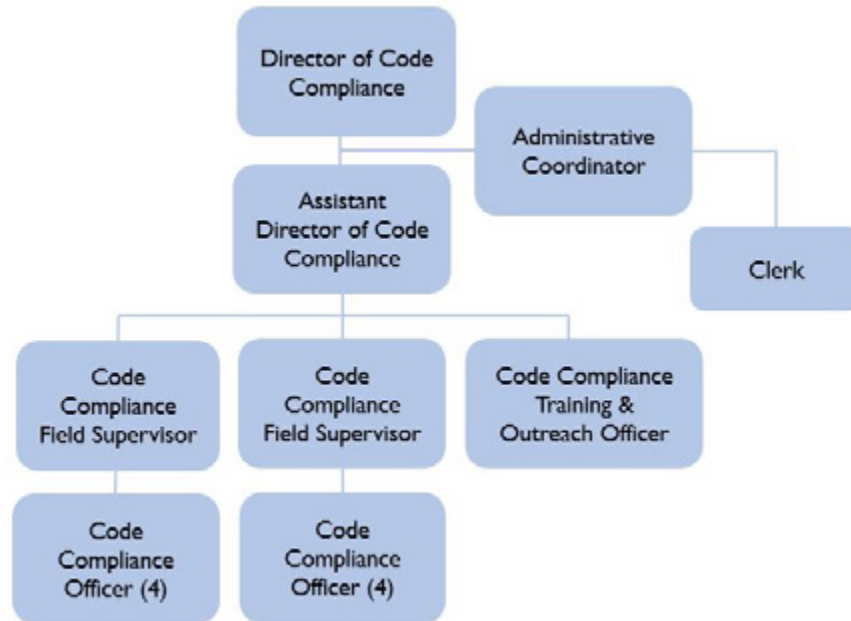 Director of Code
Compliance
Administrative
Coordinator
Assistant
Director of Code
Compliance
Clerk
Code
Compliance
Field Supervisor
Code
Compliance
Field Supervisor
Code Compliance
Training &
Outreach Officer
Code
Compliance
Officer (4)
Code
Compliance
Officer (4)